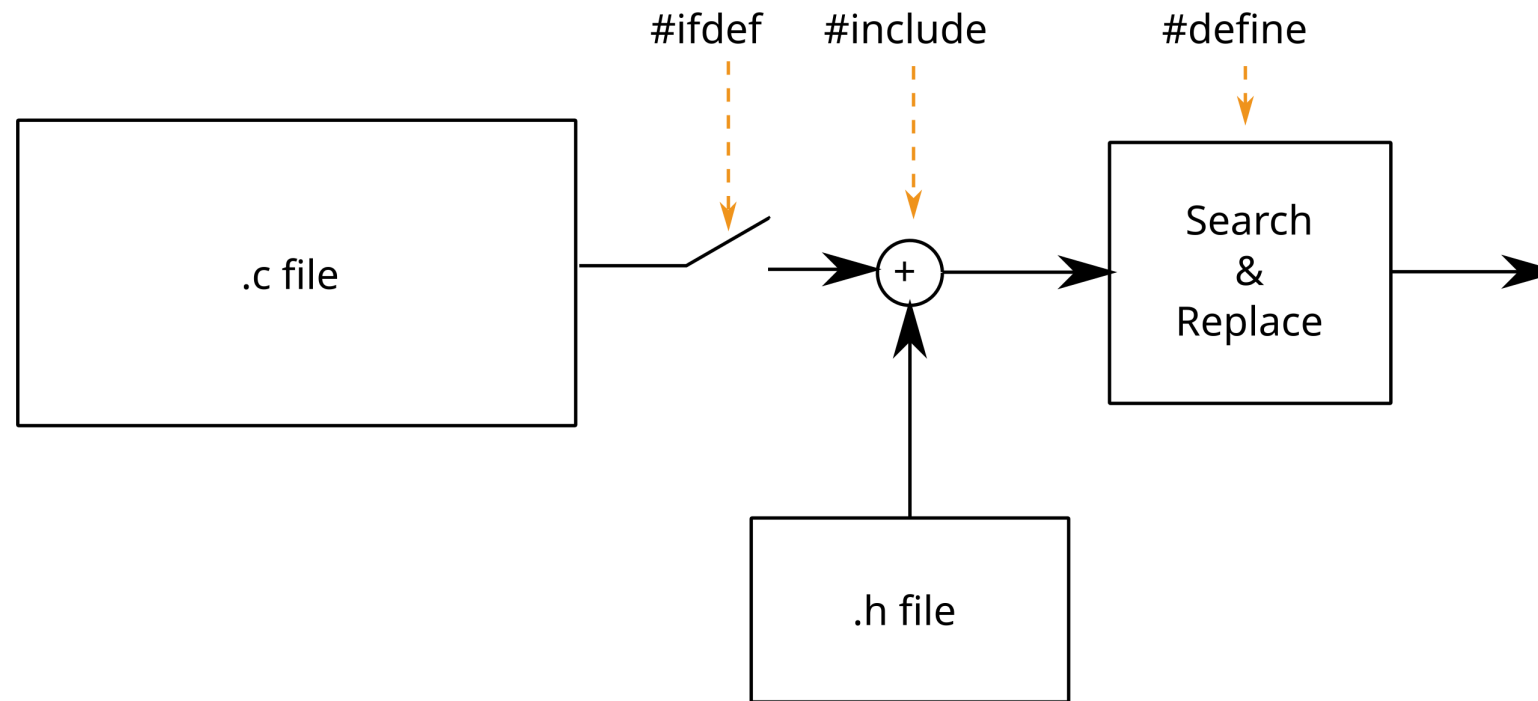 #ifdef
#include
#define
.c file
+
Search
&
Replace
.h file